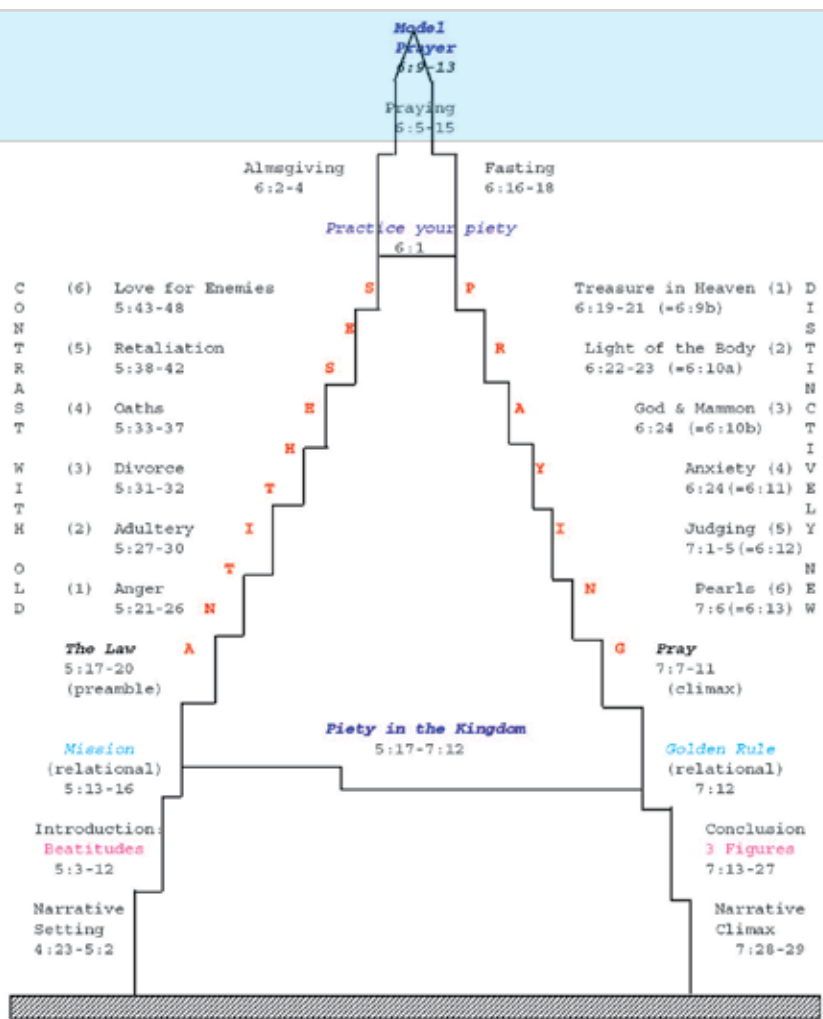 Model
Prayer
6:9-13
Praying
6:5-15
Almsgiving
6:2-4
Fasting
6:16-18
Practice your piety
6:1
CONTRAST WITH OLD
(6) Love for Enemies
5:43-48
(5) Retaliation
5:38-42
(4) Oaths
5:33-37
(3) Divorce
5:31-32
(2) Adultery
5:27-30
(1) Anger
5:21-26
The Law
5:17-20
(preamble)
ANTITHESES
PRAYING
Treasure in Heaven (1)
6:19-21 (=6:9b)
Light of the Body (2)
6:22-23 (=6:10a)
God & Mammon (3)
6:24 (=6:10b)
Anxiety (4)
6:24(=6:11)
Judging (5)
7:1-5(=6:12)
Pearls (6)
7:6(=6:13)
DISTINCTIVELY NEW
Pray
7:7-11
(climax)
Piety in the Kingdom
5:17-7:12
Mission
(relational)
5:13-16
Golden Rule
(relational)
7:12
Introduction:
Beatitudes
5:3-12
Conclusion
3 Figures
7:13-27
Narrative
Setting
4:23-5:2
Narrative
Climax
7:28-29